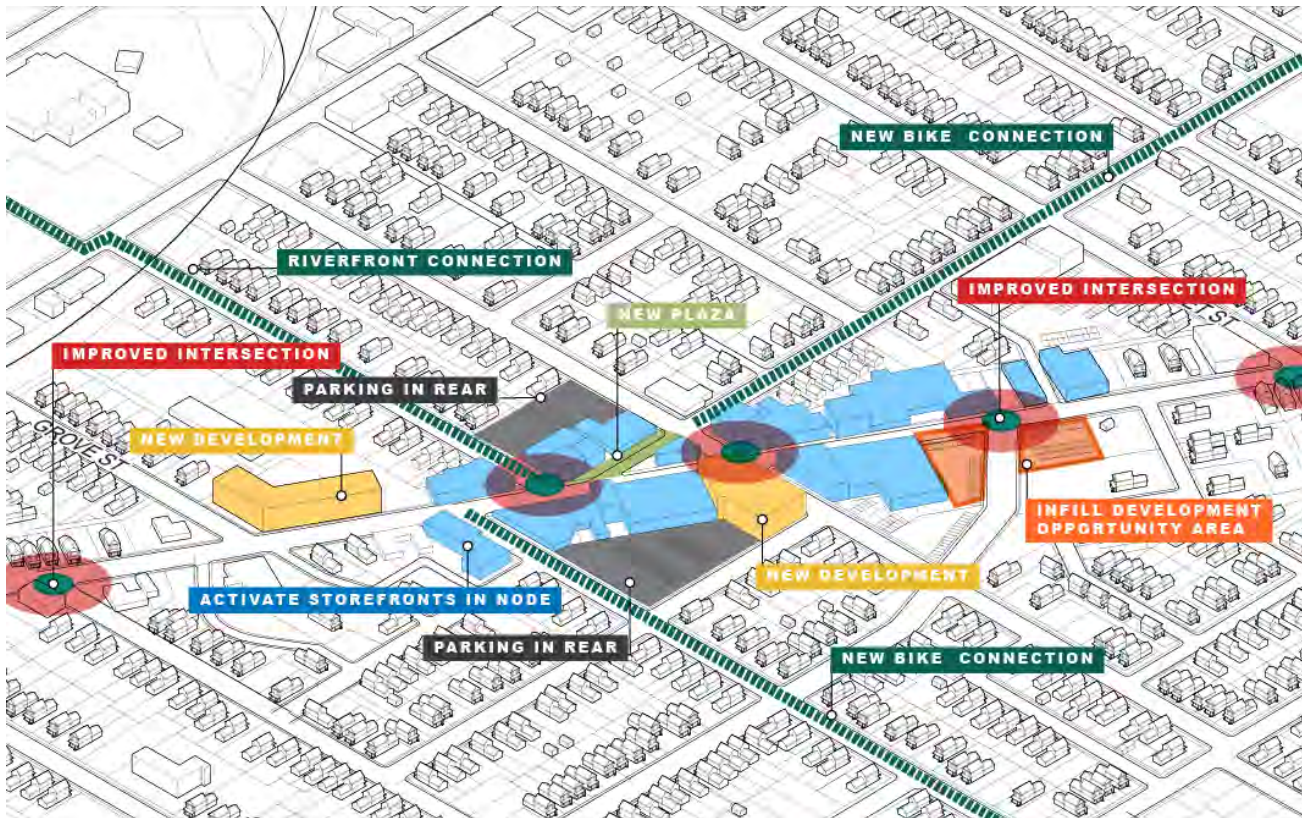 NEW BIKE CONNECTION
RIVERFRONT CONNECTION
IMPROVED INTERSECTION
NEW PLAZA
ST
IMPROVED INTERSECTION
PARKING IN REAR
GROVE ST
NEW DEVELOPMENT
INFILL DEVELOPMENT
OPPORTUNITY AREA
NEW DEVELOPMENT
ACTIVATE STOREFRONTS IN NODE
PARKING IN REAR
NEW BIKE CONNECTION